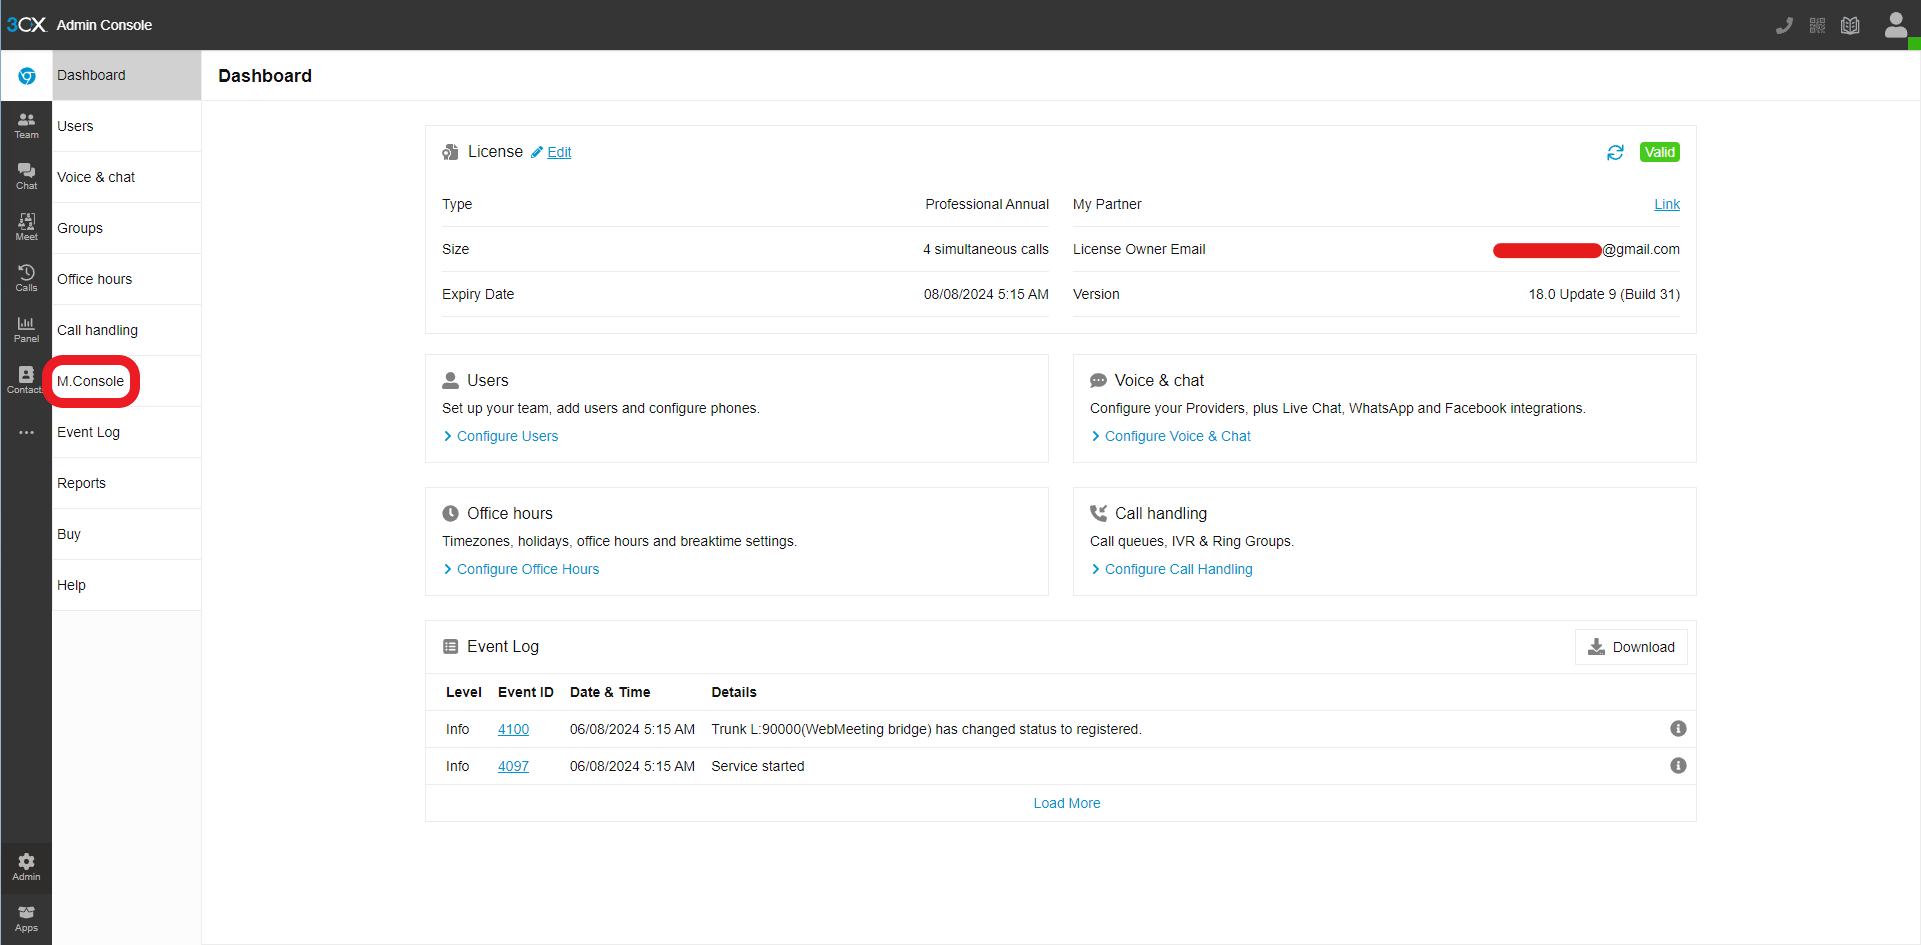 3CX Admin Console
Dashboard
Users
Voice & chat
Groups
Office hours
Call handling
M.Console
Event Log
Reports
Buy
Help
Team
Chat
Meet
Calls
Panel
Contact
Admin
Apps
Dashboard
License Edit
Valid
Type Professional Annual
My Partner Link
Size 4 simultaneous calls
License Owner Email @gmail.com
Expiry Date 08/08/2024 5:15 AM
Version 18.0 Update 9 (Build 31)
Users
Set up your team, add users and configure phones.
Configure Users
Voice & chat
Configure your Providers, plus Live Chat, WhatsApp and Facebook integrations.
Configure Voice & Chat
Office hours
Timezones, holidays, office hours and breaktime settings.
Configure Office Hours
Call handling
Call queues, IVR & Ring Groups.
Configure Call Handling
Event Log
Download
Level Event ID Date & Time Details
Info 4100 06/08/2024 5:15 AM Trunk L:90000(WebMeeting bridge) has changed status to registered.
Info 4097 06/08/2024 5:15 AM Service started
Load More